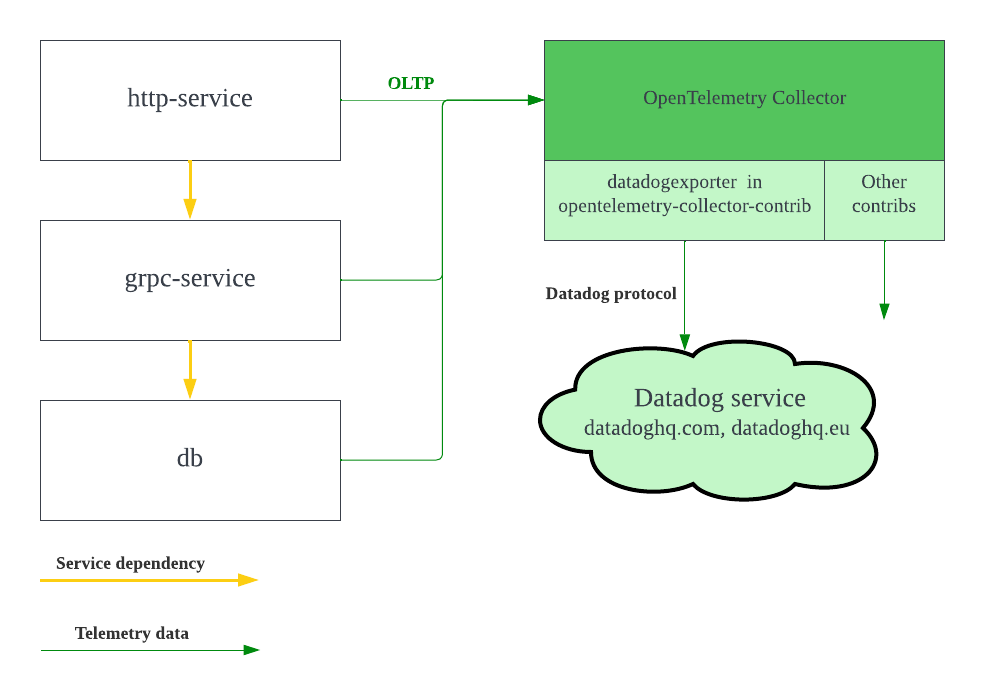 http-service
OLTP
OpenTelemetry Collector
datadogexporter in
opentelemetry-collector-contrib
Other
contribs
grpc-service
Datadog protocol
Datadog service
datadoghq.com, datadoghq.eu
db
Service dependency
Telemetry data